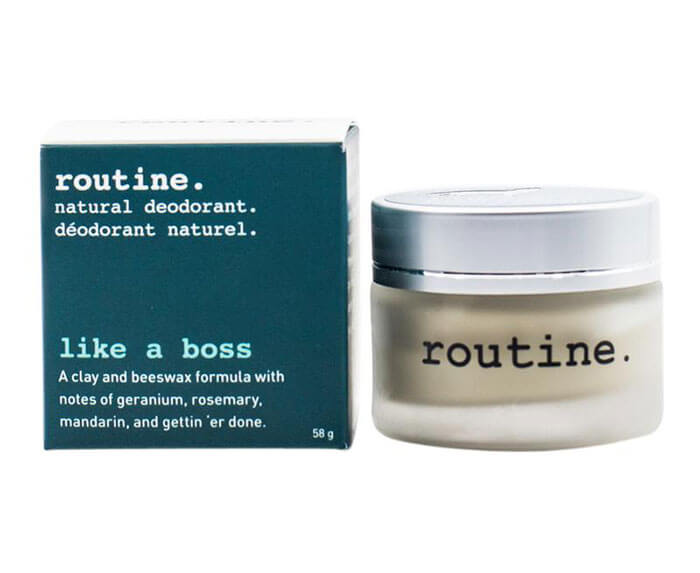 routine.
natural deodorant.
déodorant naturel.
like a boss
A clay and beeswax formula with
notes of geranium, rosemary,
mandarin, and gettin 'er done.
58 g
routine.